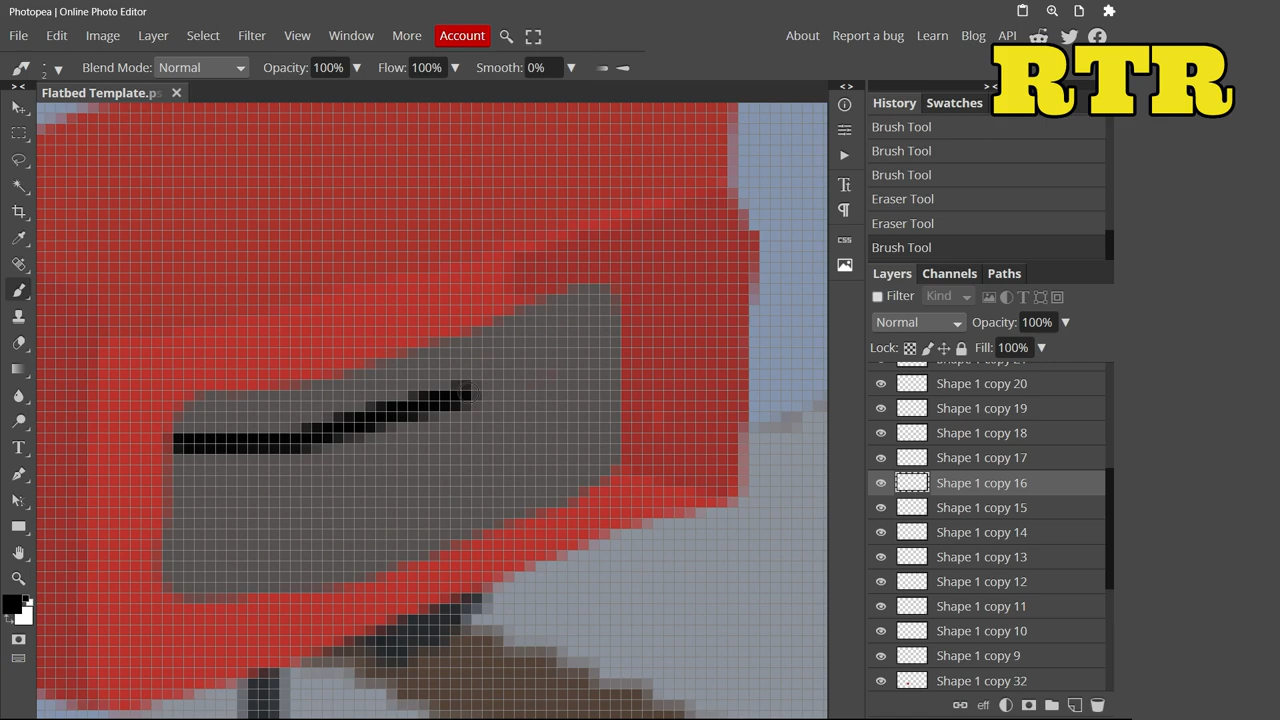 Photopea | Online Photo Editor
File Edit Image Layer Select Filter View Window More Account About Report a bug Learn Blog API
RTR
2 Blend Mode: Normal Opacity: 100% Flow: 100% Smooth: 0%
Flatbed Template.ps
History Swatches
Brush Tool
Brush Tool
Brush Tool
Eraser Tool
Eraser Tool
Brush Tool
Layers Channels Paths
Filter Kind
Normal Opacity: 100%
Lock: Fill: 100%
Shape 1 copy 20
Shape 1 copy 19
Shape 1 copy 18
Shape 1 copy 17
Shape 1 copy 16
Shape 1 copy 15
Shape 1 copy 14
Shape 1 copy 13
Shape 1 copy 12
Shape 1 copy 11
Shape 1 copy 10
Shape 1 copy 9
Shape 1 copy 32
eff
CSS